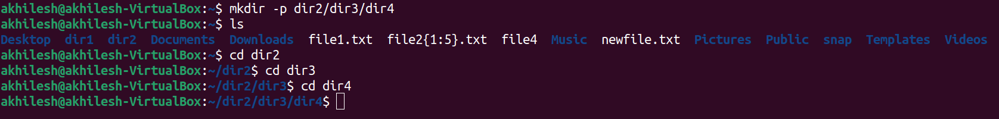 akhilesh@akhilesh-VirtualBox:~$ mkdir -p dir2/dir3/dir4
akhilesh@akhilesh-VirtualBox:~$ ls
Desktop  dir1  dir2  Documents  Downloads  file1.txt  file2{1:5}.txt  file4  Music  newfile.txt  Pictures  Public  snap  Templates  Videos
akhilesh@akhilesh-VirtualBox:~$ cd dir2
akhilesh@akhilesh-VirtualBox:~/dir2$ cd dir3
akhilesh@akhilesh-VirtualBox:~/dir2/dir3$ cd dir4
akhilesh@akhilesh-VirtualBox:~/dir2/dir3/dir4$